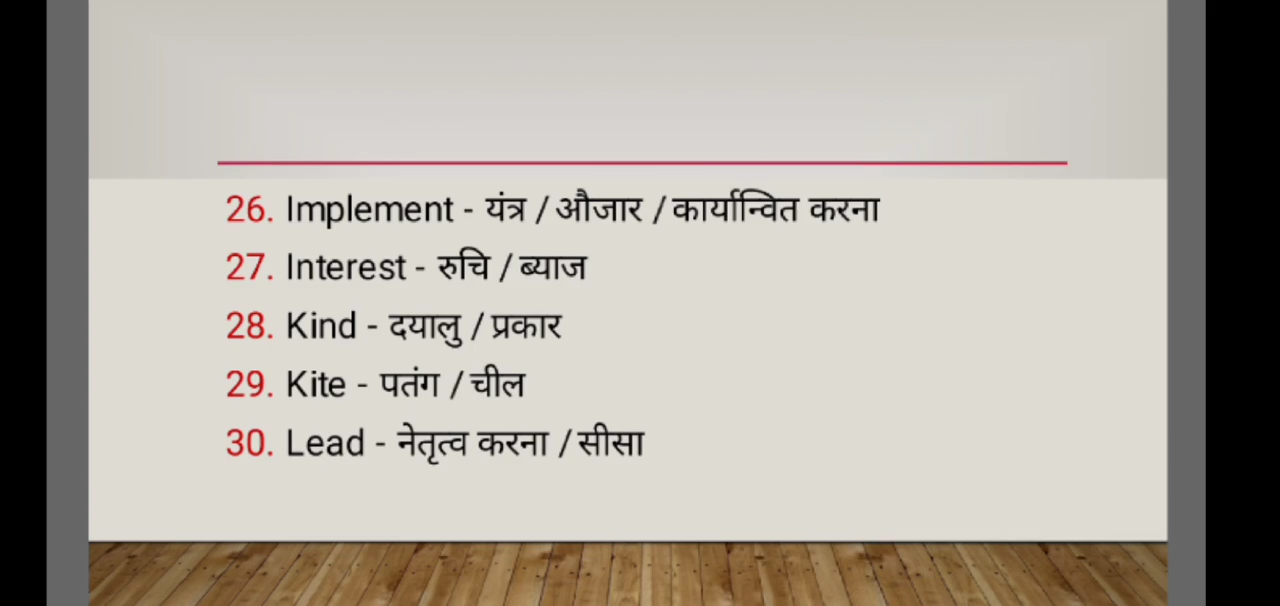 26. Implement - यंत्र / औजार / कार्यान्वित करना
27. Interest - रुचि / ब्याज
28. Kind - दयालु / प्रकार
29. Kite - पतंग / चील
30. Lead - नेतृत्व करना / सीसा